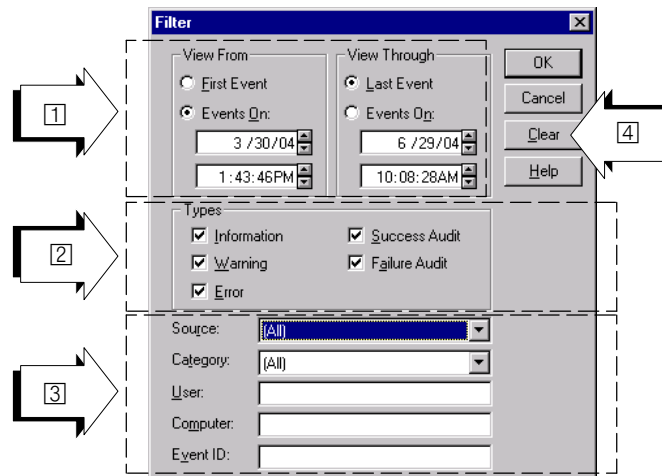 Filter
View From
View Through
OK
First Event
Last Event
Cancel
Events On:
Events On:
3 /30/04
6 /29/04
Clear
1: 43: 46PM
10: 08: 28AM
Help
Types
Information
Success Audit
Warning
Failure Audit
Error
Source:
(All)
Category:
(All)
User:
Computer:
Event ID:
1
2
3
4